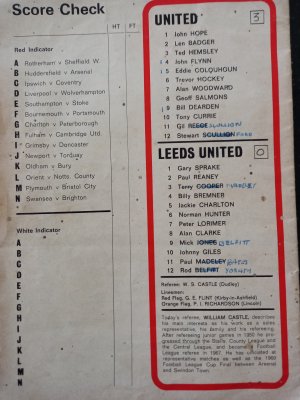 Score Check
HT FT
Red Indicator
A Rotherham v Sheffield W.
B Huddersfield v Arsenal
C Ipswich v Coventry
D Liverpool v Wolverhampton
E Southampton v Stoke
F Bournemouth v Portsmouth
G Charlton v Peterborough
H Fulham v Cambridge Utd.
I Grimsby v Doncaster
J Newport v Torquay
K Oldham v Bury
L Orient v Notts. County
M Plymouth v Bristol City
N Swansea v Brighton
White Indicator
A
B
C
D
E
F
G
H
I
J
K
L
M
N
UNITED 3
1 John HOPE
2 Len BADGER
3 Ted HEMSLEY
4 John FLYNN
5 Eddie COLQUHOUN
6 Trevor HOCKEY
7 Alan WOODWARD
8 Geoff SALMONS
9 Bill DEARDEN
10 Tony CURRIE
11 Gil REECE SCULLION
12 Stewart SCULLION FORD
LEEDS UNITED 0
1 Gary SPRAKE
2 Paul REANEY
3 Terry COOPER MADELEY
4 Billy BREMNER
5 Jackie CHARLTON
6 Norman HUNTER
7 Peter LORIMER
8 Alan CLARKE
9 Mick JONES BELFITT
10 Johnny GILES
11 Paul MADELEY BATES
12 Rod BELFITT YORATH
Referee: W. S. CASTLE (Dudley)
Linesmen:
Red Flag, G. E. FLINT (Kirby-in-Ashfield)
Orange Flag, P. I. RICHARDSON (Lincoln)
Today's referee, WILLIAM CASTLE, describes
his main interests as his work as a sales
representative, his family and his refereeing.
After refereeing junior games in 1950 he pro-
gressed through the Staffs. County League and
the Central League, and became a Football
League referee in 1967. He has officiated at
representative matches as well as the 1969
Football League Cup Final between Arsenal
and Swindon Town.